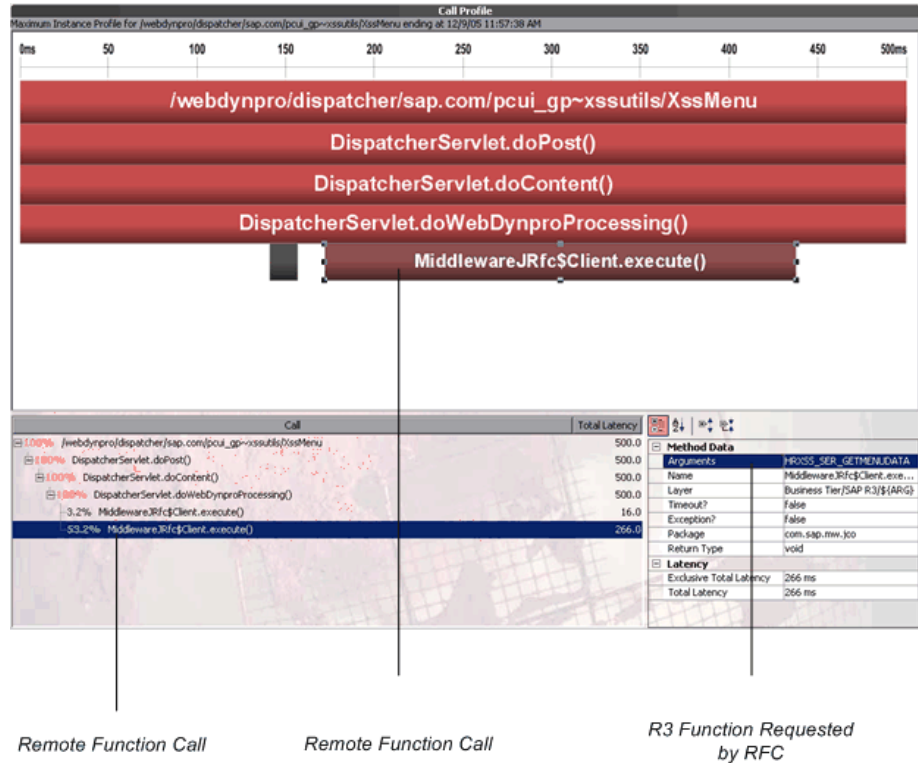 Call Profile
Maximum Instance Profile for /webdynpro/dispatcher/sap.com/pcui_gp~xssutils/XssMenu ending at 12/9/05 11:57:38 AM
0ms 50 100 150 200 250 300 350 400 450 500ms
/webdynpro/dispatcher/sap.com/pcui_gp~xssutils/XssMenu
DispatcherServlet.doPost()
DispatcherServlet.doContent()
DispatcherServlet.doWebDynproProcessing()
MiddlewareJRfc$Client.execute()
Call Total Latency
100% /webdynpro/dispatcher/sap.com/pcui_gp~xssutils/XssMenu 500.0
100% DispatcherServlet.doPost() 500.0
100% DispatcherServlet.doContent() 500.0
100% DispatcherServlet.doWebDynproProcessing() 500.0
3.2% MiddlewareJRfc$Client.execute() 16.0
53.2% MiddlewareJRfc$Client.execute() 266.0
Method Data
Arguments HRXSS_SER_GETMENUDATA
Name MiddlewareJRfc$Client.exe...
Layer Business Tier/SAP R3/${ARG}
Timeout? false
Exception? false
Package com.sap.mw.jco
Return Type void
Latency
Exclusive Total Latency 266 ms
Total Latency 266 ms
Remote Function Call
Remote Function Call
R3 Function Requested
by RFC